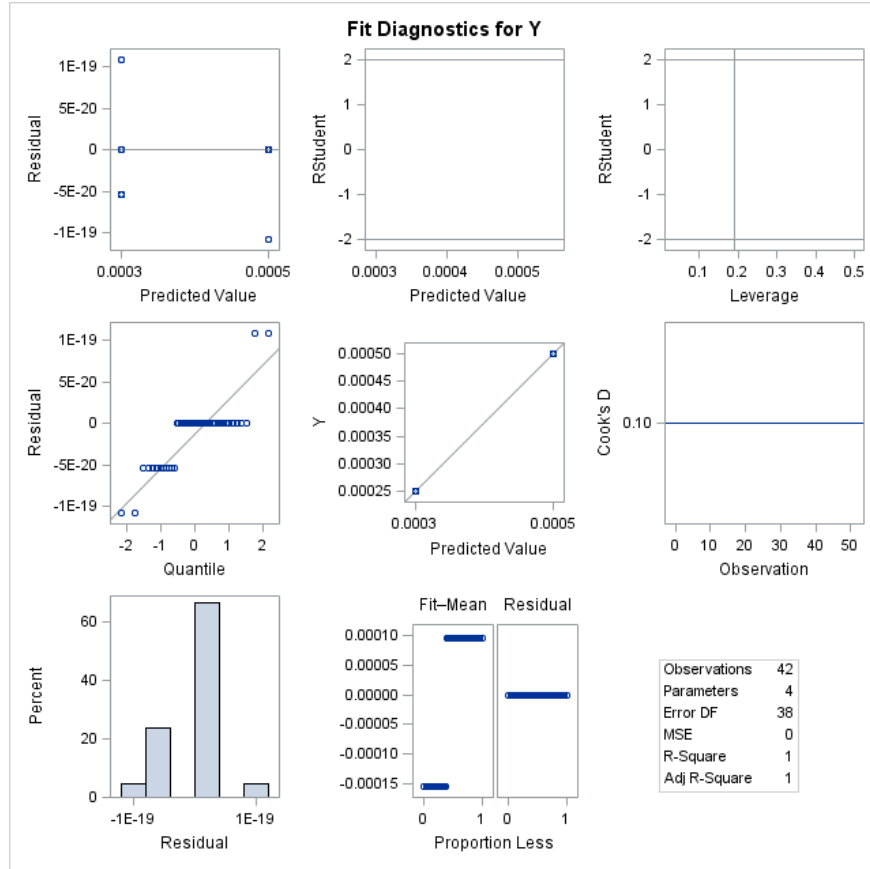 Fit Diagnostics for Y
1E-19
5E-20
0
-5E-20
-1E-19
Residual
0.0003 0.0005
Predicted Value
2
1
0
-1
-2
RStudent
0.0003 0.0004 0.0005
Predicted Value
2
1
0
-1
-2
RStudent
0.1 0.2 0.3 0.4 0.5
Leverage
1E-19
5E-20
0
-5E-20
-1E-19
Residual
-2 -1 0 1 2
Quantile
0.00050
0.00045
0.00040
0.00035
0.00030
0.00025
Y
0.0003 0.0005
Predicted Value
Cook's D
0.10
0 10 20 30 40 50
Observation
60
40
20
0
Percent
-1E-19 1E-19
Residual
Fit–Mean Residual
0.00010
0.00005
0.00000
-0.00005
-0.00010
-0.00015
0 1 0 1
Proportion Less
Observations 42
Parameters 4
Error DF 38
MSE 0
R-Square 1
Adj R-Square 1